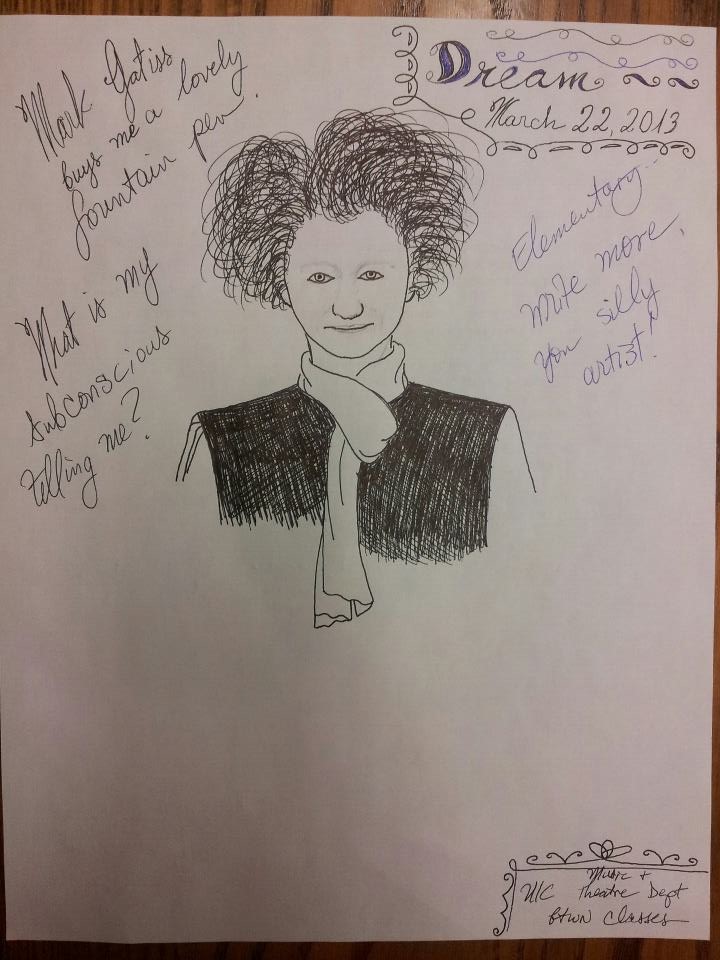 Mark Gatiss
buys me a lovely
fountain pen.
What is my
subconscious
telling me?
Dream
March 22, 2013
Elementary...
write more,
you silly
artist!
Music +
UIC Theatre Dept
btwn classes